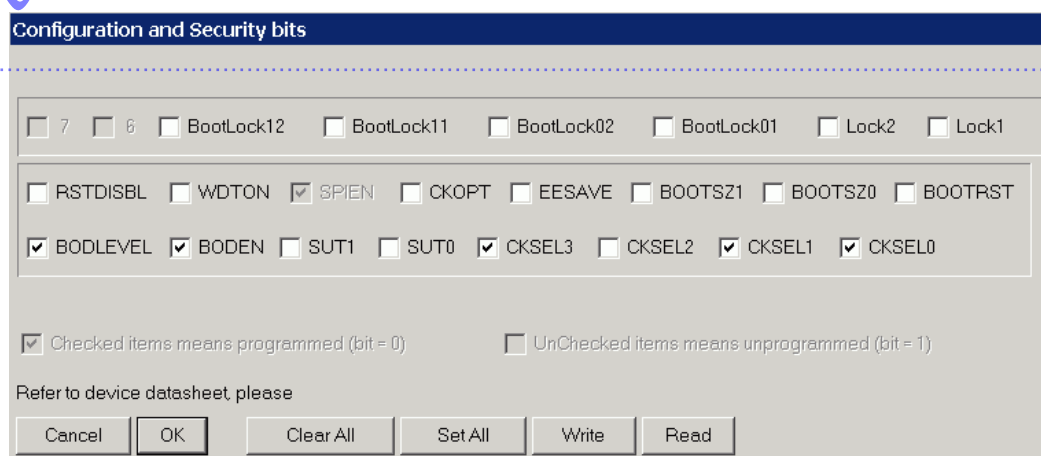 Configuration and Security bits
7 6 BootLock12 BootLock11 BootLock02 BootLock01 Lock2 Lock1
RSTDISBL WDTON SPIEN CKOPT EESAVE BOOTSZ1 BOOTSZ0 BOOTRST
BODLEVEL BODEN SUT1 SUT0 CKSEL3 CKSEL2 CKSEL1 CKSEL0
Checked items means programmed (bit = 0) UnChecked items means unprogrammed (bit = 1)
Refer to device datasheet, please
Cancel OK Clear All Set All Write Read